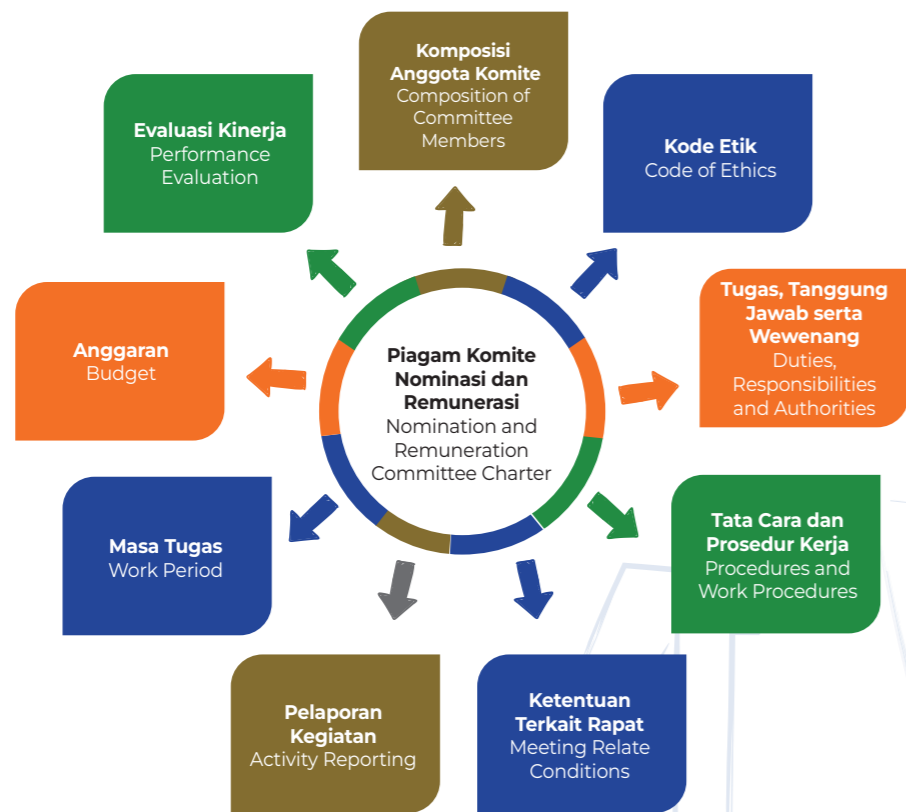 Komposisi
Anggota Komite
Composition of
Committee
Members
Kode Etik
Code of Ethics
Tugas, Tanggung
Jawab serta
Wewenang
Duties,
Responsibilities
and Authorities
Tata Cara dan
Prosedur Kerja
Procedures and
Work Procedures
Ketentuan
Terkait Rapat
Meeting Relate
Conditions
Pelaporan
Kegiatan
Activity Reporting
Masa Tugas
Work Period
Anggaran
Budget
Evaluasi Kinerja
Performance
Evaluation
Piagam Komite
Nominasi dan
Remunerasi
Nomination and
Remuneration
Committee Charter